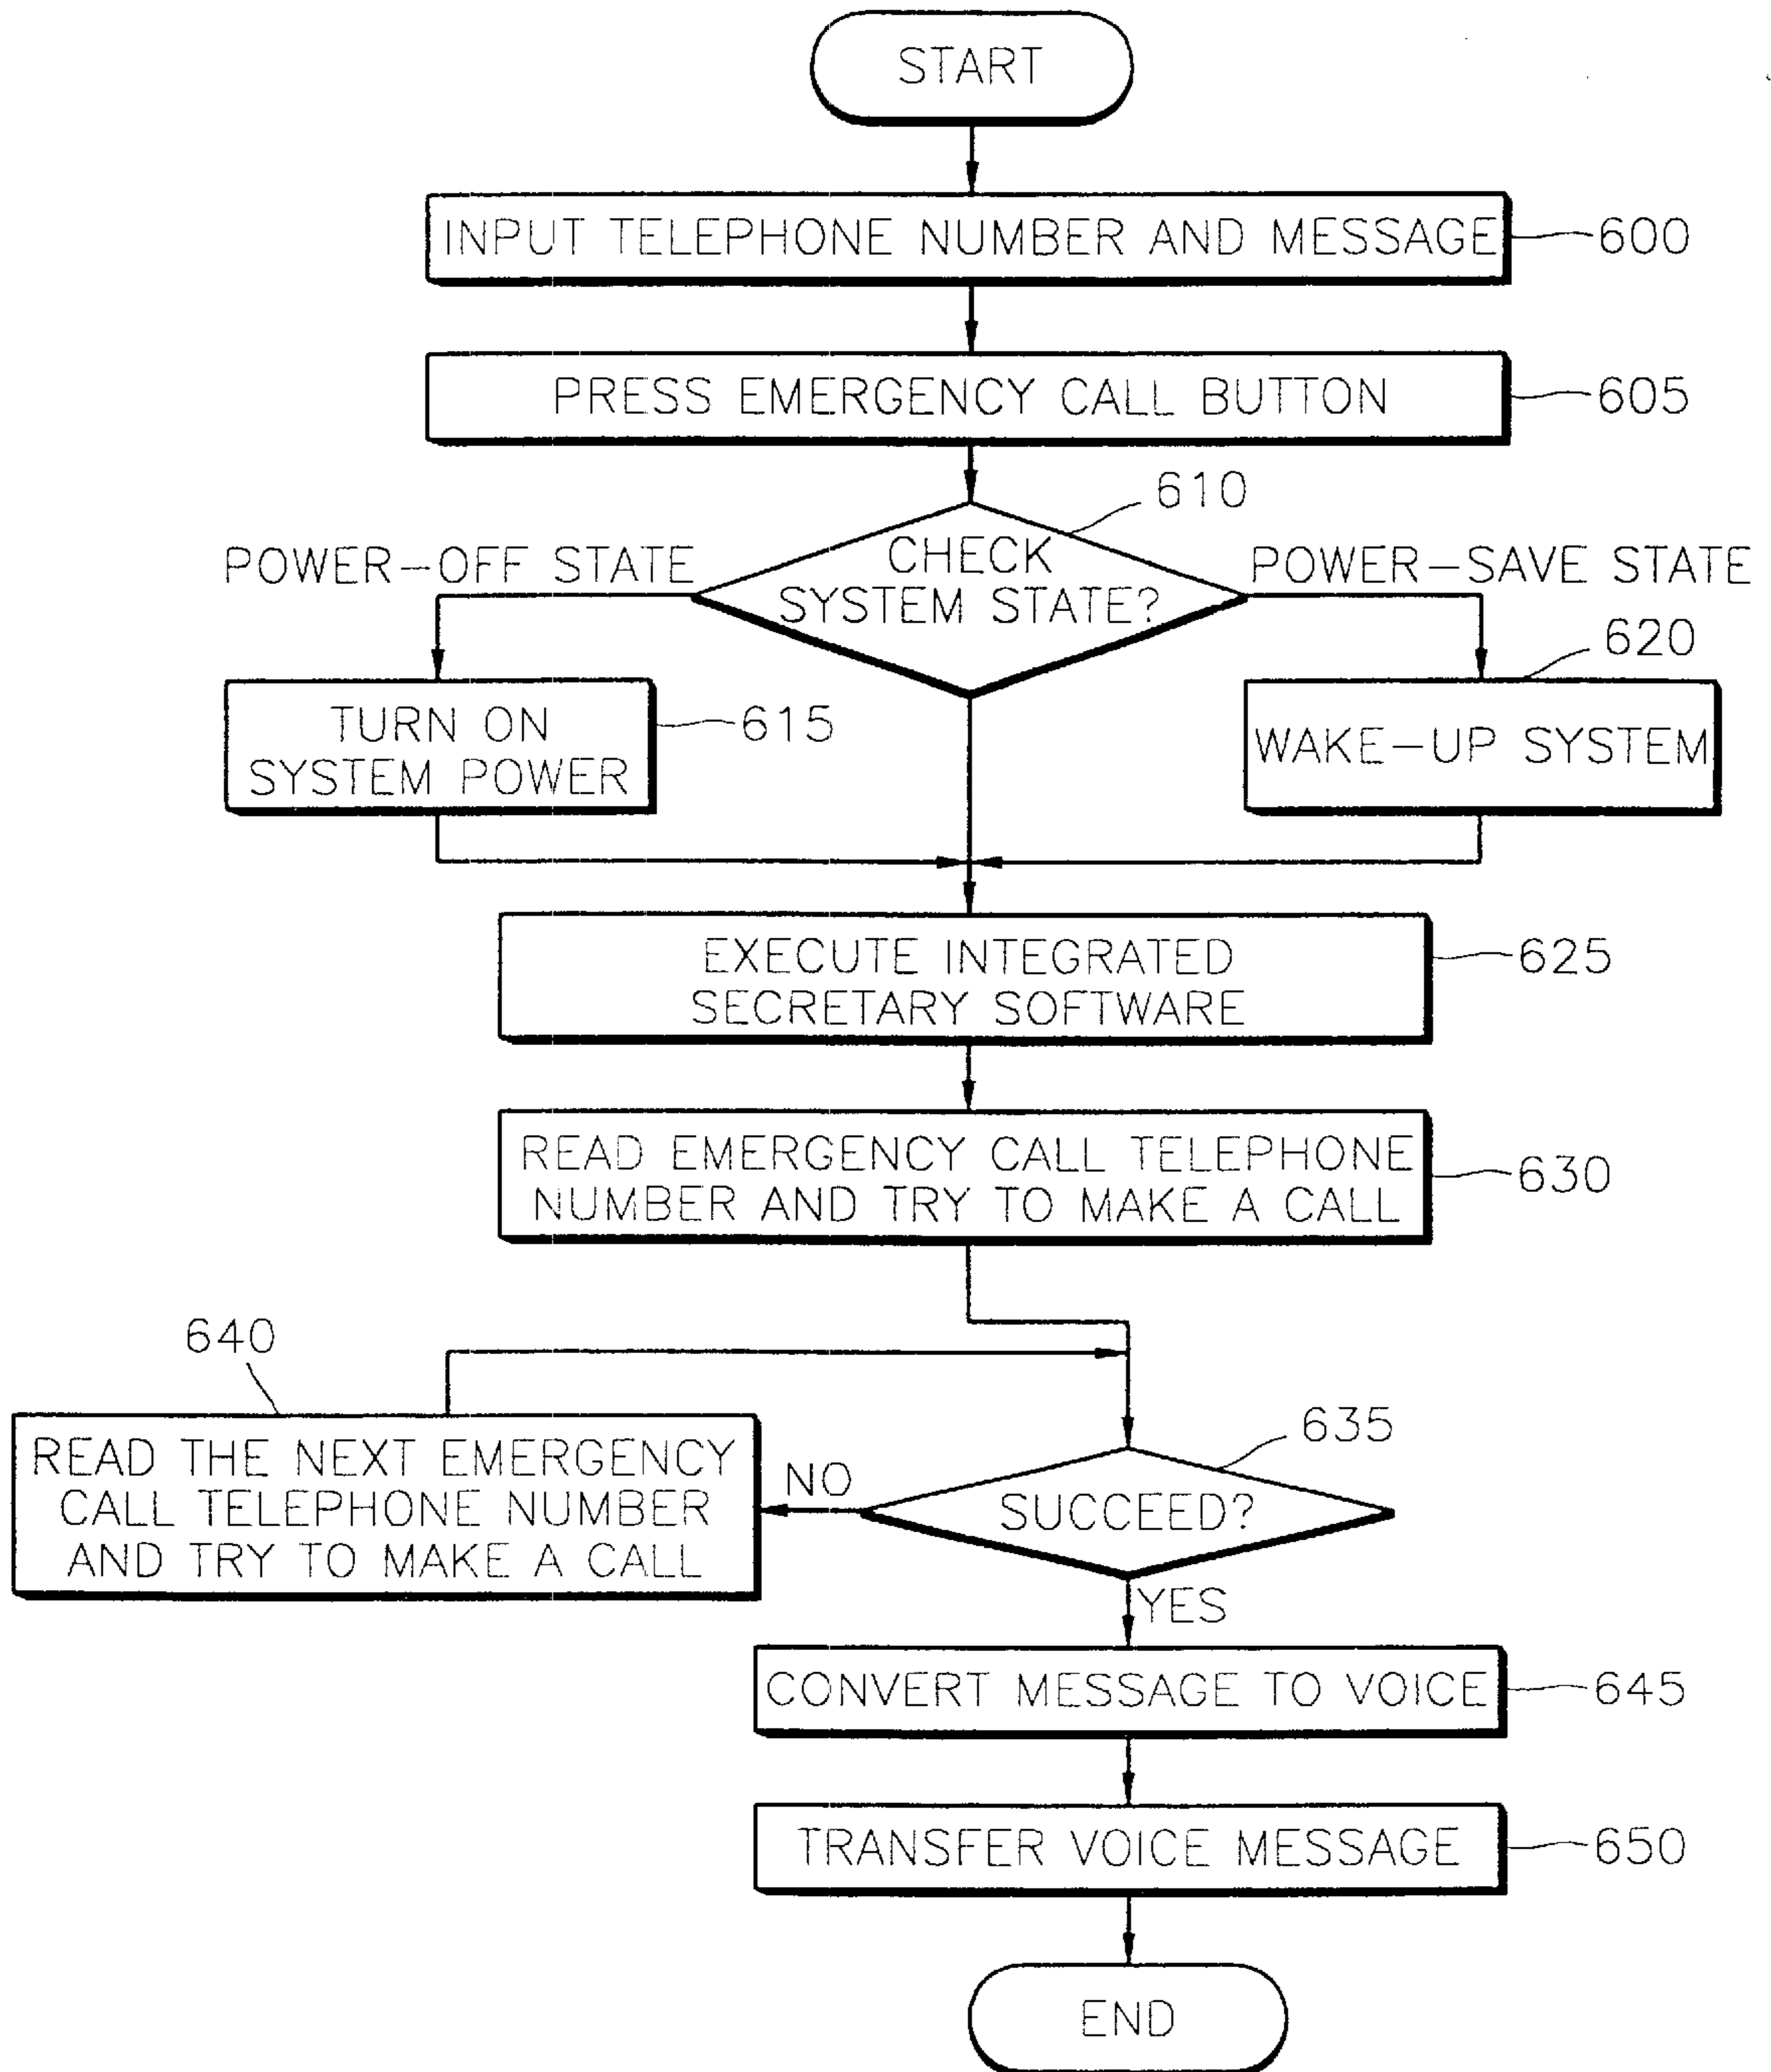 START
INPUT TELEPHONE NUMBER AND MESSAGE
600
PRESS EMERGENCY CALL BUTTON
605
610
CHECK
SYSTEM STATE?
POWER-OFF STATE
POWER-SAVE STATE
TURN ON
SYSTEM POWER
615
620
WAKE-UP SYSTEM
EXECUTE INTEGRATED
SECRETARY SOFTWARE
625
READ EMERGENCY CALL TELEPHONE
NUMBER AND TRY TO MAKE A CALL
630
640
READ THE NEXT EMERGENCY
CALL TELEPHONE NUMBER
AND TRY TO MAKE A CALL
NO
635
SUCCEED?
YES
CONVERT MESSAGE TO VOICE
645
TRANSFER VOICE MESSAGE
650
END